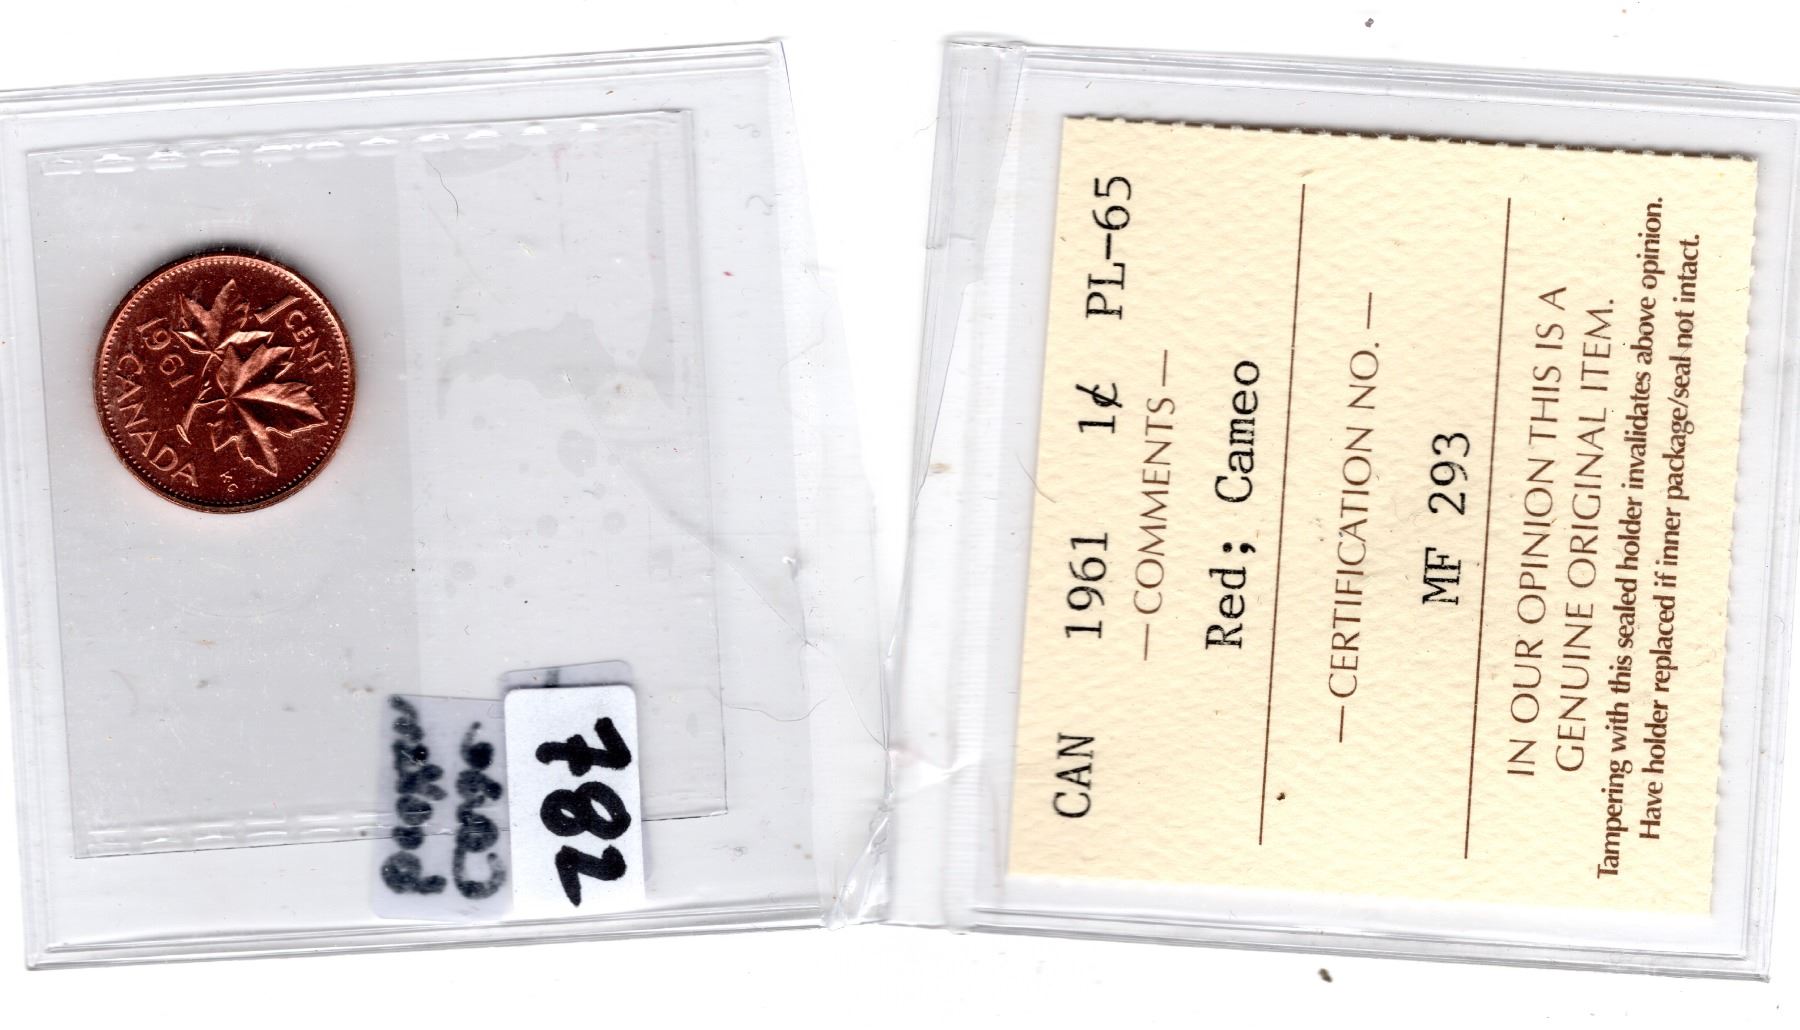 1 CENT
1961
CANADA
KG
782
CAN 1961 1¢ PL-65
—COMMENTS—
Red; Cameo
—CERTIFICATION NO.—
MF 293
IN OUR OPINION THIS IS A
GENUINE ORIGINAL ITEM.
Tampering with this sealed holder invalidates above opinion.
Have holder replaced if inner package/seal not intact.